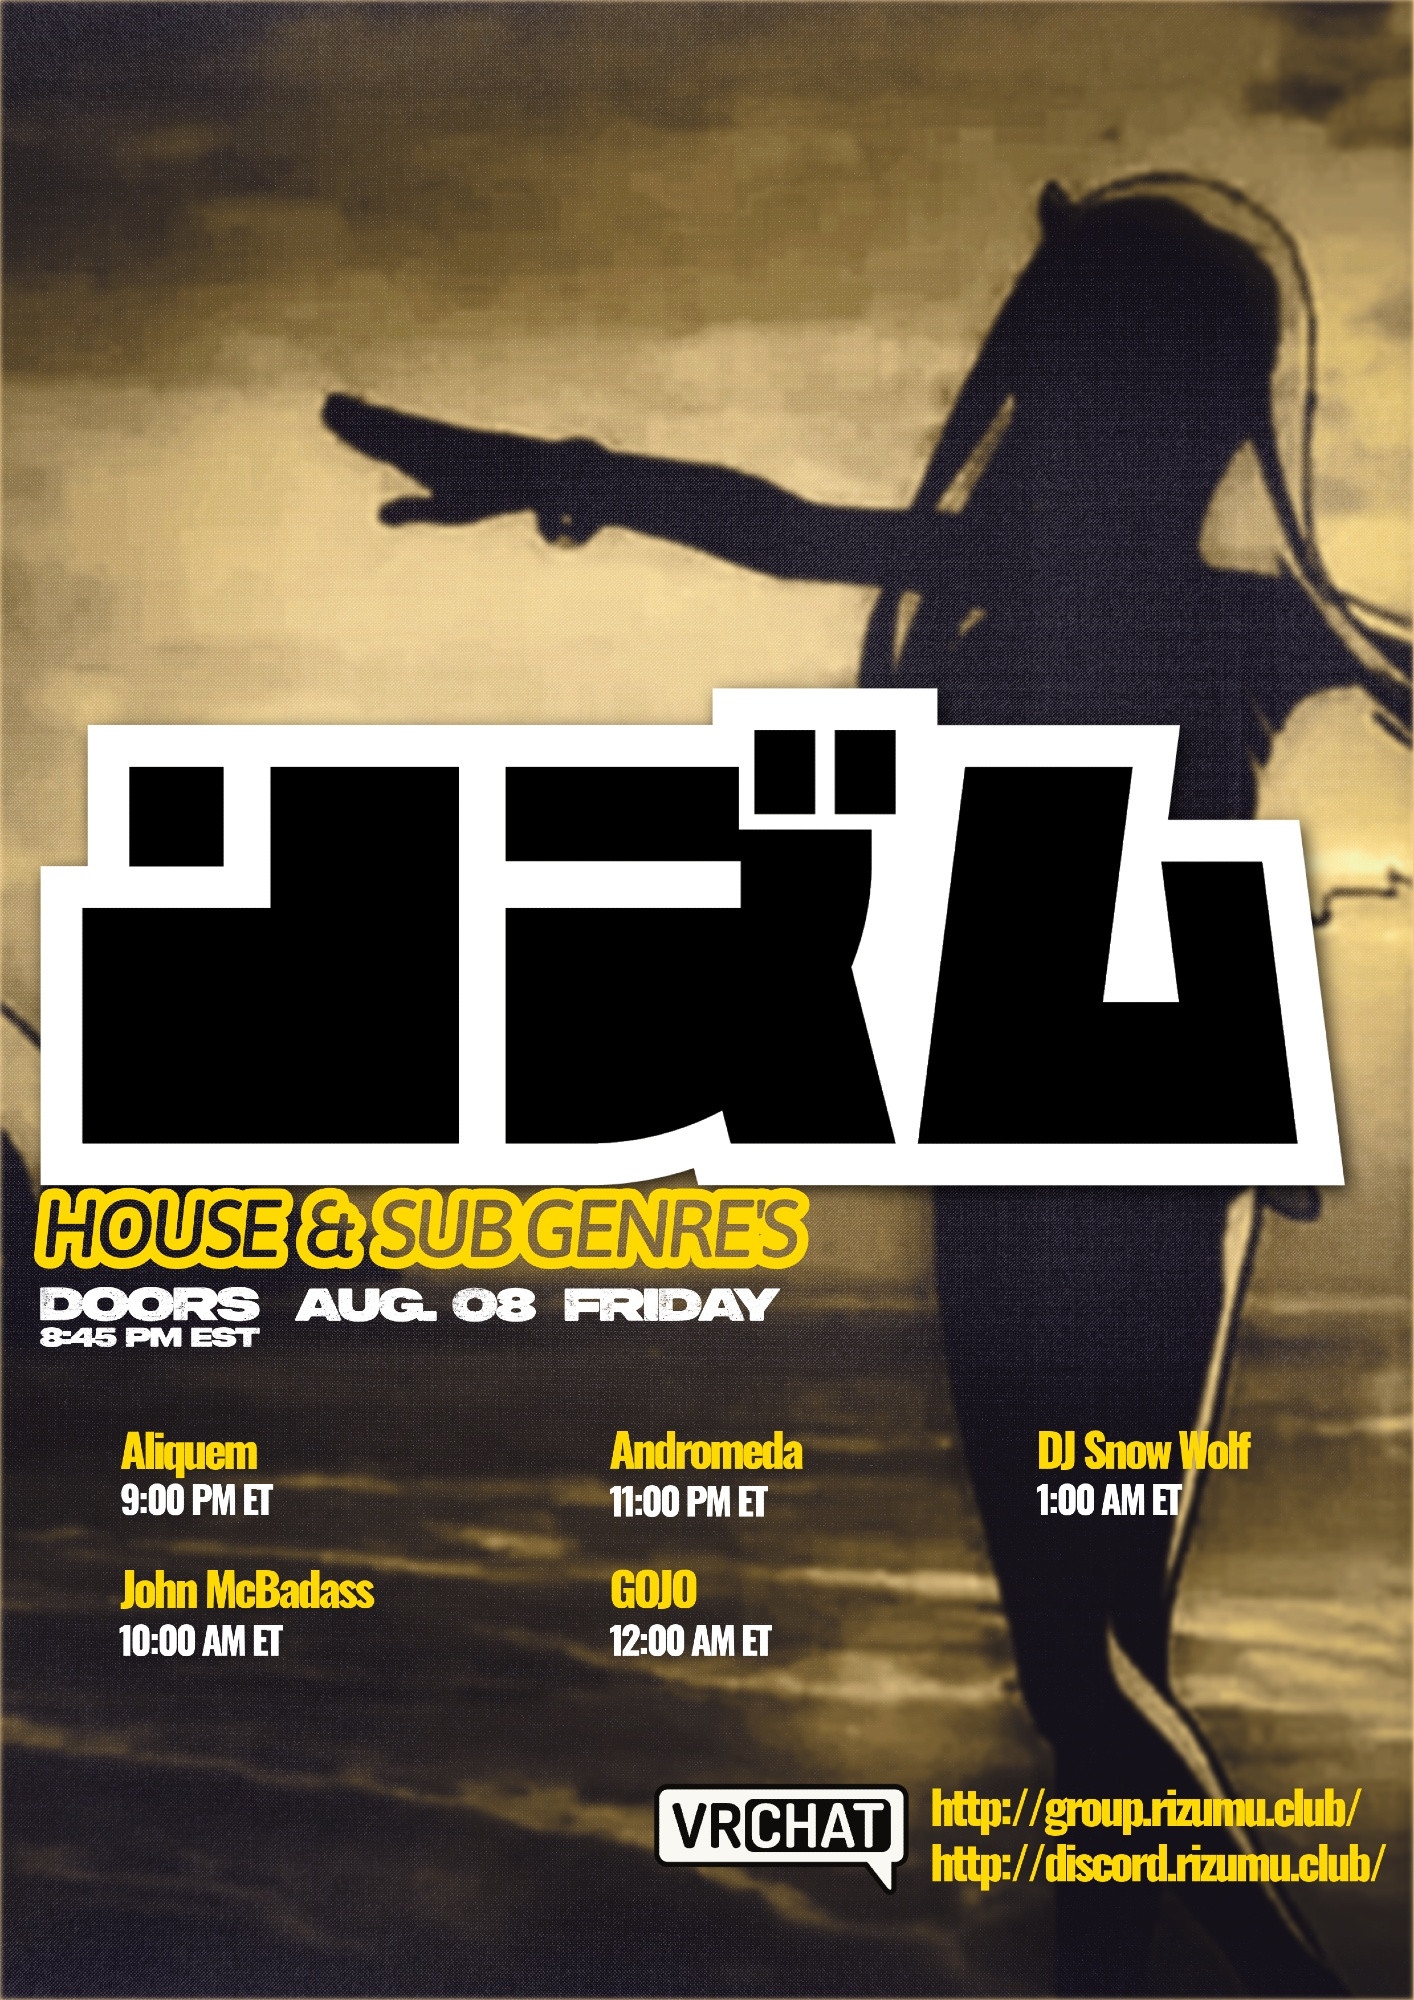 リズム
HOUSE & SUB GENRE'S
DOORS AUG. 08 FRIDAY
8:45 PM EST
Aliquem
9:00 PM ET
John McBadass
10:00 AM ET
Andromeda
11:00 PM ET
GOJO
12:00 AM ET
DJ Snow Wolf
1:00 AM ET
VRCHAT
http://group.rizumu.club/
http://discord.rizumu.club/